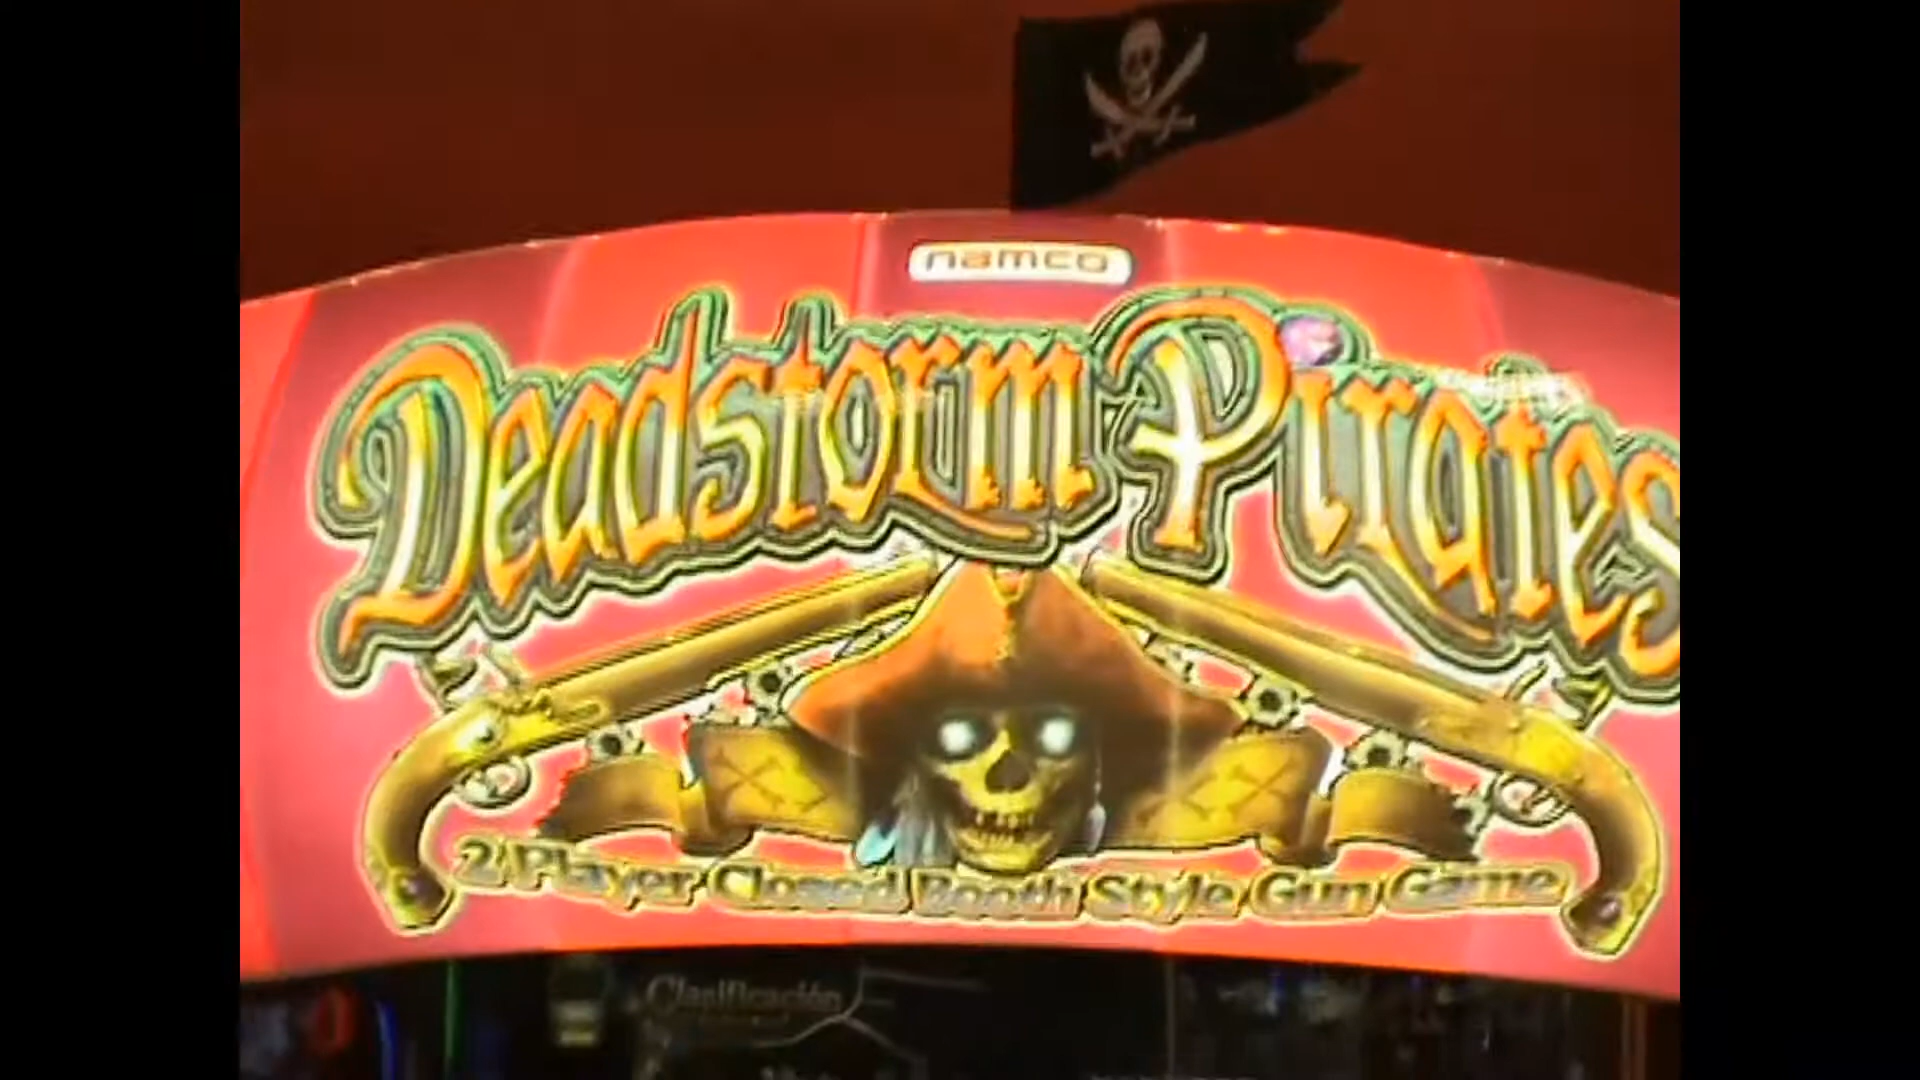 namco
Deadstorm Pirates
2 Player Closed Booth Style Gun Game
Clasificación